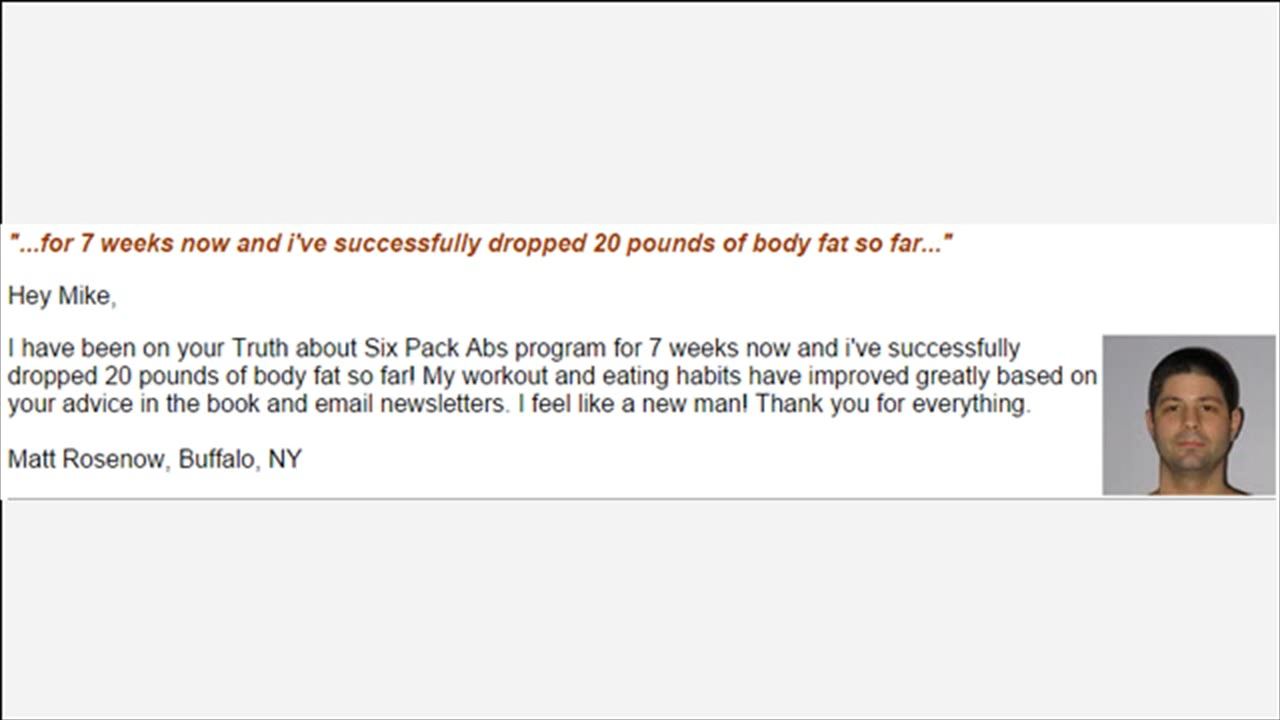 "...for 7 weeks now and i've successfully dropped 20 pounds of body fat so far..."
Hey Mike,
I have been on your Truth about Six Pack Abs program for 7 weeks now and i've successfully
dropped 20 pounds of body fat so far! My workout and eating habits have improved greatly based on
your advice in the book and email newsletters. I feel like a new man! Thank you for everything.
Matt Rosenow, Buffalo, NY